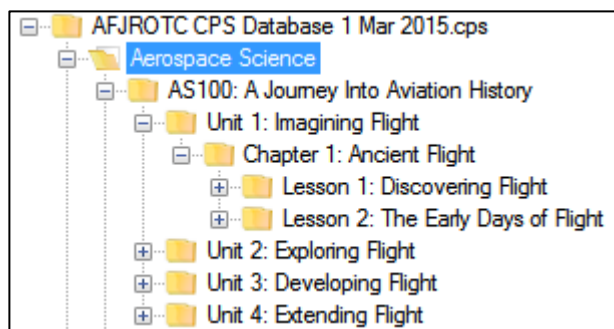 AFJROTC CPS Database 1 Mar 2015.cps
Aerospace Science
AS100: A Journey Into Aviation History
Unit 1: Imagining Flight
Chapter 1: Ancient Flight
Lesson 1: Discovering Flight
Lesson 2: The Early Days of Flight
Unit 2: Exploring Flight
Unit 3: Developing Flight
Unit 4: Extending Flight